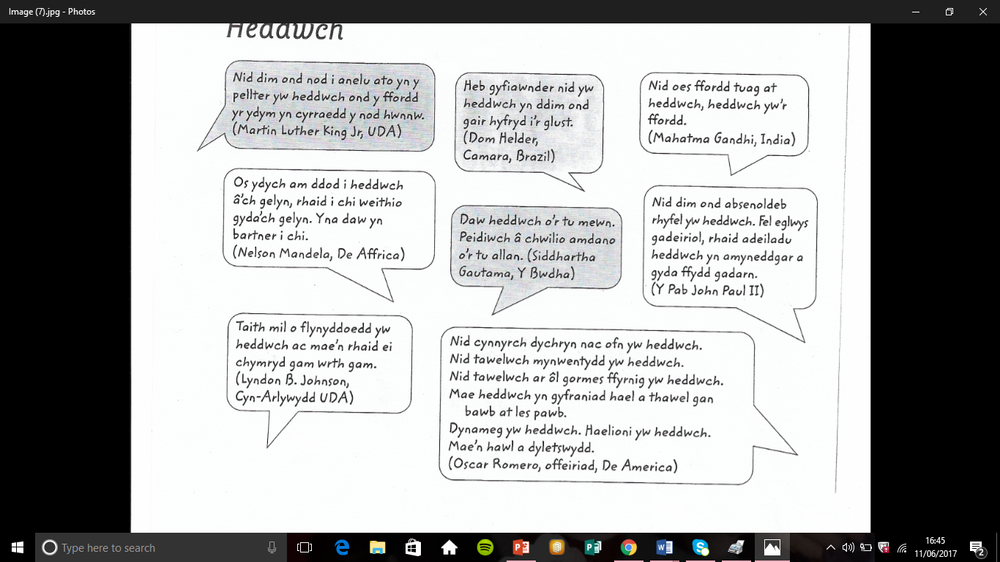 Image (7).jpg - Photos
Heddwch
Nid dim ond nod i anelu ato yn y
pellter yw heddwch ond y ffordd
yr ydym yn cyrraedd y nod hwnnw.
(Martin Luther King Jr, UDA)
Heb gyfiawnder nid yw
heddwch yn ddim ond
gair hyfryd i'r glust.
(Dom Helder,
Camara, Brazil)
Nid oes ffordd tuag at
heddwch, heddwch yw'r
ffordd.
(Mahatma Gandhi, India)
Os ydych am ddod i heddwch
â'ch gelyn, rhaid i chi weithio
gyda'ch gelyn. Yna daw yn
bartner i chi.
(Nelson Mandela, De Affrica)
Daw heddwch o'r tu mewn.
Peidiwch â chwilio amdano
o'r tu allan. (Siddhartha
Gautama, Y Bwdha)
Nid dim ond absenoldeb
rhyfel yw heddwch. Fel eglwys
gadeiriol, rhaid adeiladu
heddwch yn amyneddgar a
gyda ffydd gadarn.
(Y Pab John Paul II)
Taith mil o flynyddoedd yw
heddwch ac mae'n rhaid ei
chymryd gam wrth gam.
(Lyndon B. Johnson,
Cyn-Arlywydd UDA)
Nid cynnyrch dychryn nac ofn yw heddwch.
Nid tawelwch mynwentydd yw heddwch.
Nid tawelwch ar ôl gormes ffyrnig yw heddwch.
Mae heddwch yn gyfraniad hael a thawel gan
bawb at les pawb.
Dynameg yw heddwch. Haelioni yw heddwch.
Mae'n hawl a dyletswydd.
(Oscar Romero, offeiriad, De America)
Type here to search
16:45
11/06/2017
2